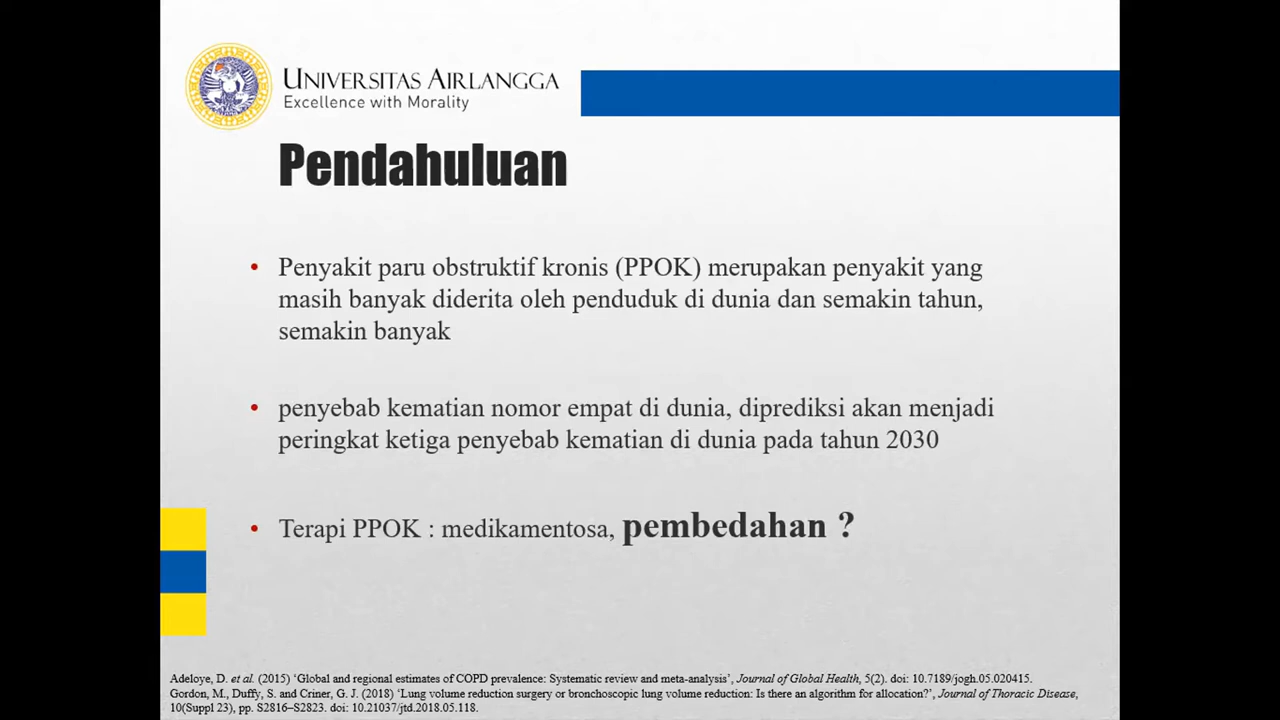 UNIVERSITAS AIRLANGGA
Excellence with Morality
Pendahuluan
• Penyakit paru obstruktif kronis (PPOK) merupakan penyakit yang
masih banyak diderita oleh penduduk di dunia dan semakin tahun,
semakin banyak
• penyebab kematian nomor empat di dunia, diprediksi akan menjadi
peringkat ketiga penyebab kematian di dunia pada tahun 2030
• Terapi PPOK : medikamentosa, pembedahan ?
Adeloye, D. et al. (2015) ‘Global and regional estimates of COPD prevalence: Systematic review and meta-analysis’, Journal of Global Health, 5(2). doi: 10.7189/jogh.05.020415.
Gordon, M., Duffy, S. and Criner, G. J. (2018) ‘Lung volume reduction surgery or bronchoscopic lung volume reduction: Is there an algorithm for allocation?’, Journal of Thoracic Disease,
10(Suppl 23), pp. S2816–S2823. doi: 10.21037/jtd.2018.05.118.